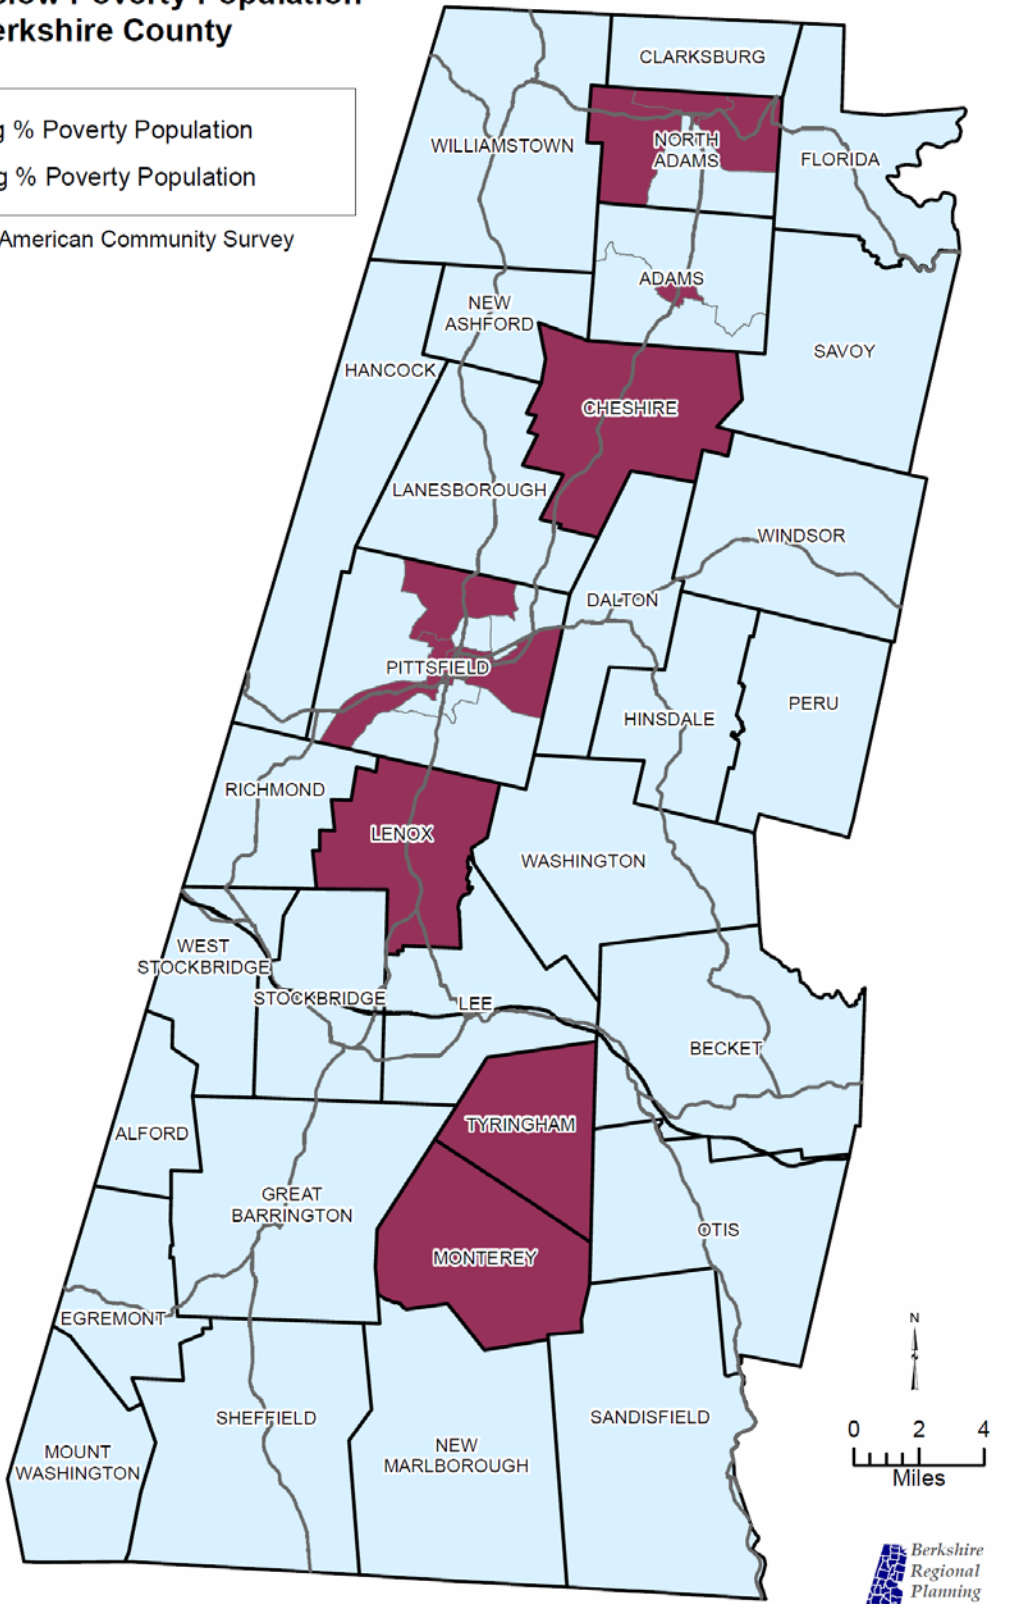 Poverty Population
erkshire County
g % Poverty Population
g % Poverty Population
American Community Survey
CLARKSBURG
WILLIAMSTOWN
NORTH
ADAMS
FLORIDA
ADAMS
NEW
ASHFORD
SAVOY
HANCOCK
CHESHIRE
LANESBOROUGH
WINDSOR
DALTON
PITTSFIELD
PERU
HINSDALE
RICHMOND
LENOX
WASHINGTON
WEST
STOCKBRIDGE
STOCKBRIDGE
LEE
BECKET
TYRINGHAM
ALFORD
GREAT
BARRINGTON
OTIS
MONTEREY
EGREMONT
N
SHEFFIELD
SANDISFIELD
0 2 4
Miles
NEW
MARLBOROUGH
MOUNT
WASHINGTON
Berkshire
Regional
Planning